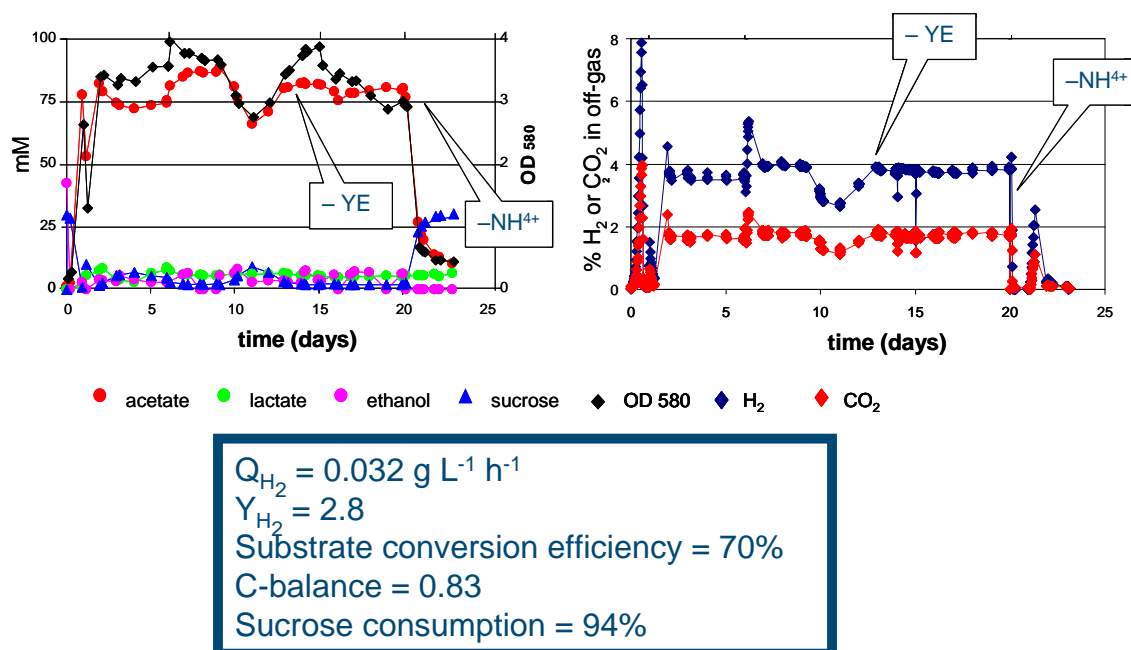 100
75
50
25
0
mM
4
3
2
1
0
OD 580
0 5 10 15 20 25
time (days)
– YE
–NH⁴⁺
8
6
4
2
0
% H₂ or CO₂ in off-gas
0 5 10 15 20 25
time (days)
– YE
–NH⁴⁺
acetate lactate ethanol sucrose OD 580 H₂ CO₂
Q_H₂ = 0.032 g L⁻¹ h⁻¹
Y_H₂ = 2.8
Substrate conversion efficiency = 70%
C-balance = 0.83
Sucrose consumption = 94%